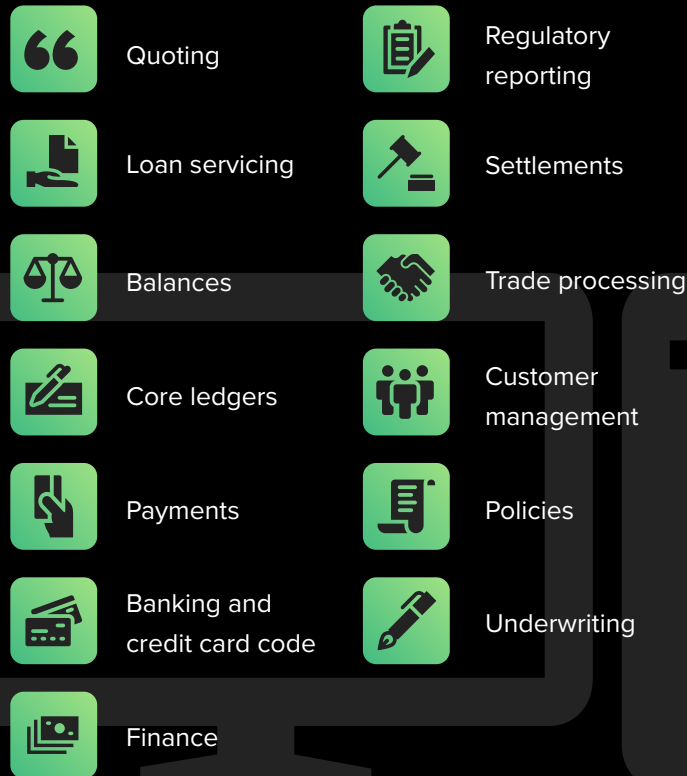 Quoting
Loan servicing
Balances
Core ledgers
Payments
Banking and
credit card code
Finance
Regulatory
reporting
Settlements
Trade processing
Customer
management
Policies
Underwriting